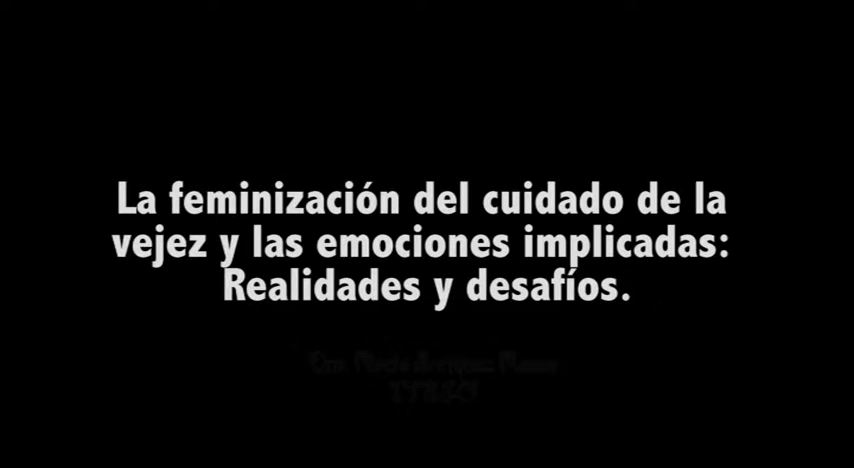 La feminización del cuidado de la
vejez y las emociones implicadas:
Realidades y desafíos.